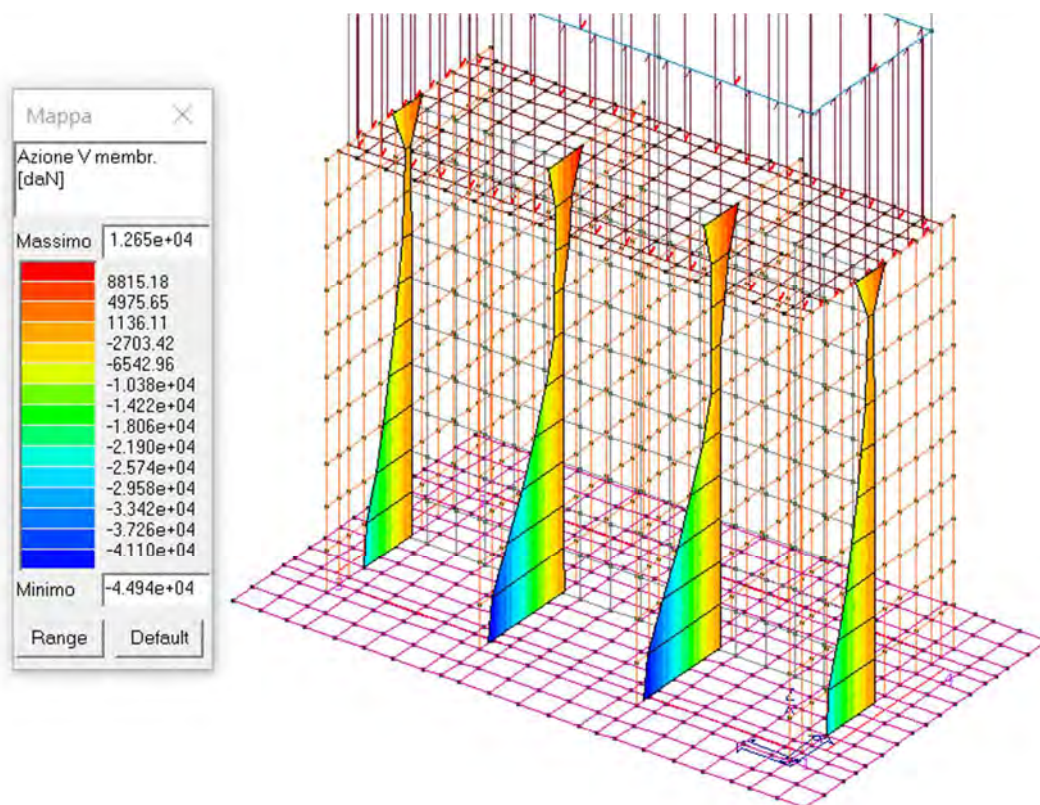 Mappa
Azione V membr.
[daN]
Massimo 1.265e+04
8815.18
4975.65
1136.11
-2703.42
-6542.96
-1.038e+04
-1.422e+04
-1.806e+04
-2.190e+04
-2.574e+04
-2.958e+04
-3.342e+04
-3.726e+04
-4.110e+04
Minimo -4.494e+04
Range Default